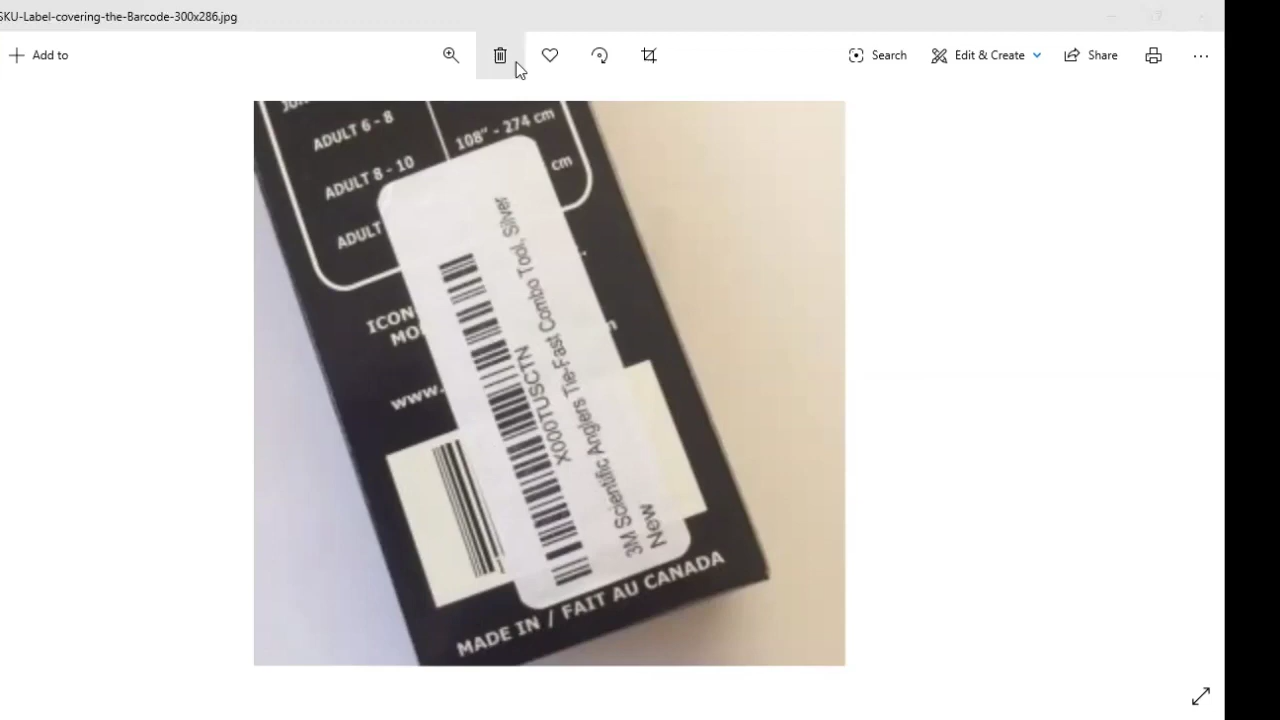 SKU-Label-covering-the-Barcode-300x286.jpg
Add to
Search
Edit & Create
Share
ADULT 6 - 8
108" - 274 cm
ADULT 8 - 10
cm
ADULT
ICON
www.
X000TUSCTN
3M Scientific Anglers Tie-Fast Combo Tool, Silver
New
MADE IN / FAIT AU CANADA